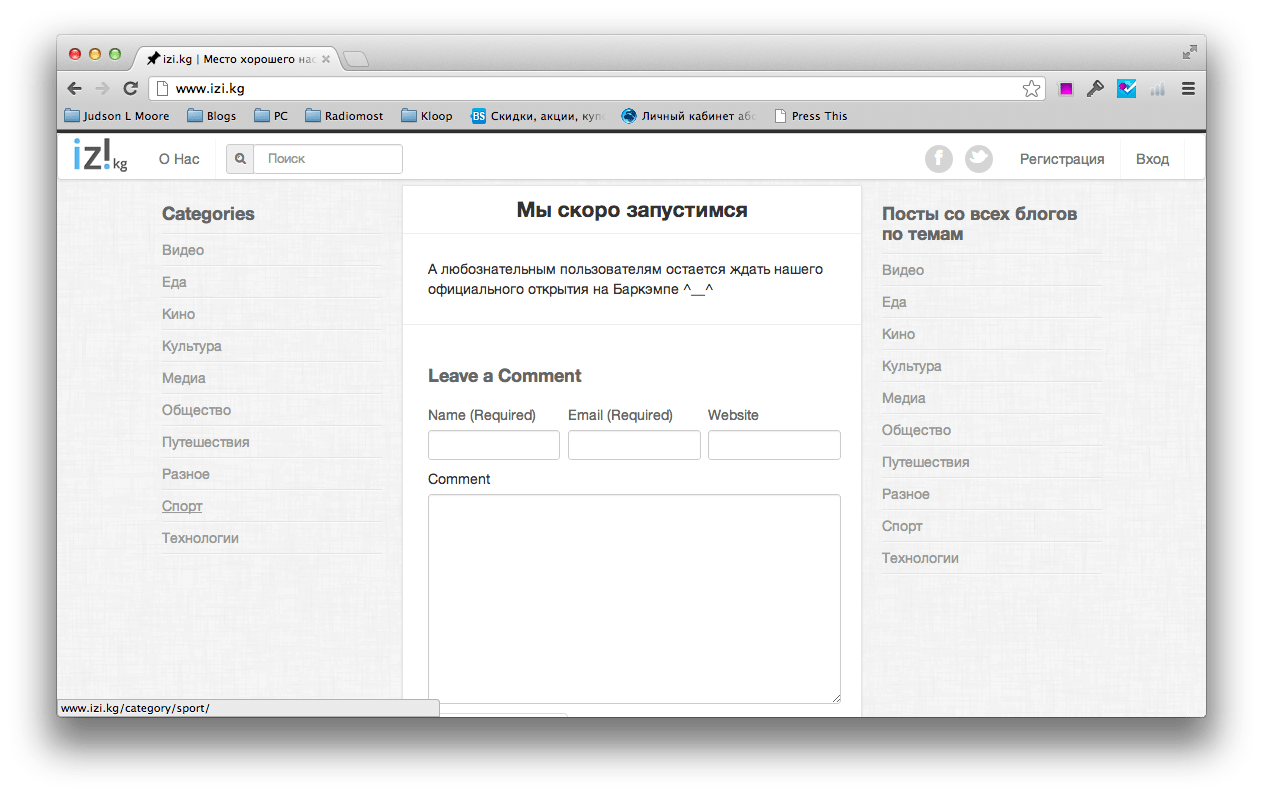 izi.kg | Место хорошего нас
www.izi.kg
Judson L Moore
Blogs
PC
Radiomost
Kloop
BS Скидки, акции, купо
Личный кабинет або
Press This
izi.kg
О Нас
Поиск
Регистрация
Вход
Categories
Видео
Еда
Кино
Культура
Медиа
Общество
Путешествия
Разное
Спорт
Технологии
Мы скоро запустимся
А любознательным пользователям остается ждать нашего
официального открытия на Баркэмпе ^__^
Leave a Comment
Name (Required)
Email (Required)
Website
Comment
Посты со всех блогов
по темам
Видео
Еда
Кино
Культура
Медиа
Общество
Путешествия
Разное
Спорт
Технологии
www.izi.kg/category/sport/